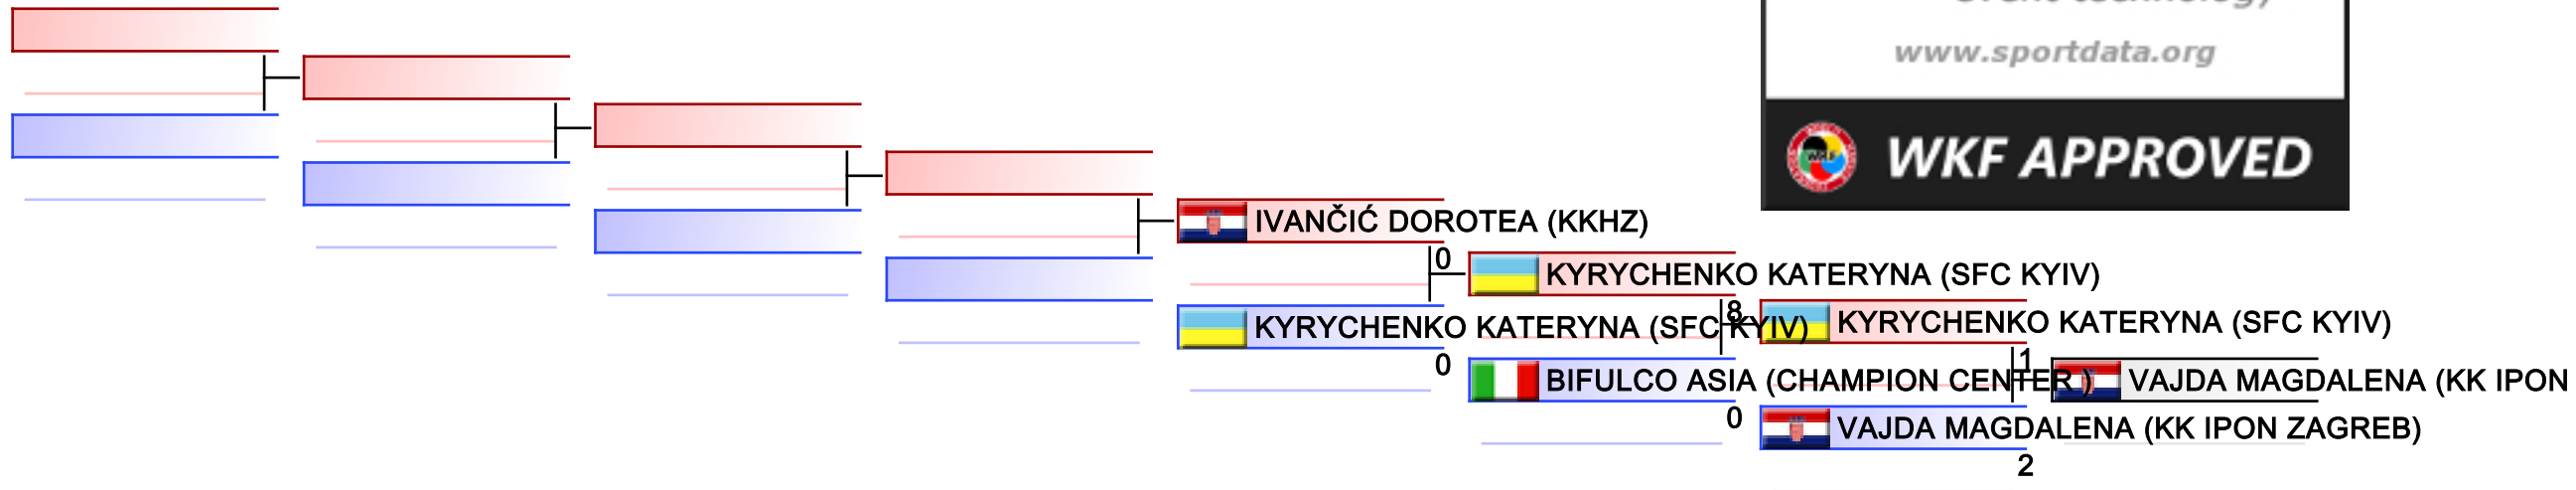 www.sportdata.org
WKF APPROVED
IVANČIĆ DOROTEA (KKHZ)
0
KYRYCHENKO KATERYNA (SFC KYIV)
KYRYCHENKO KATERYNA (SFC KYIV)
0
8
KYRYCHENKO KATERYNA (SFC KYIV)
BIFULCO ASIA (CHAMPION CENTER )
0
1
VAJDA MAGDALENA (KK IPON
VAJDA MAGDALENA (KK IPON ZAGREB)
2